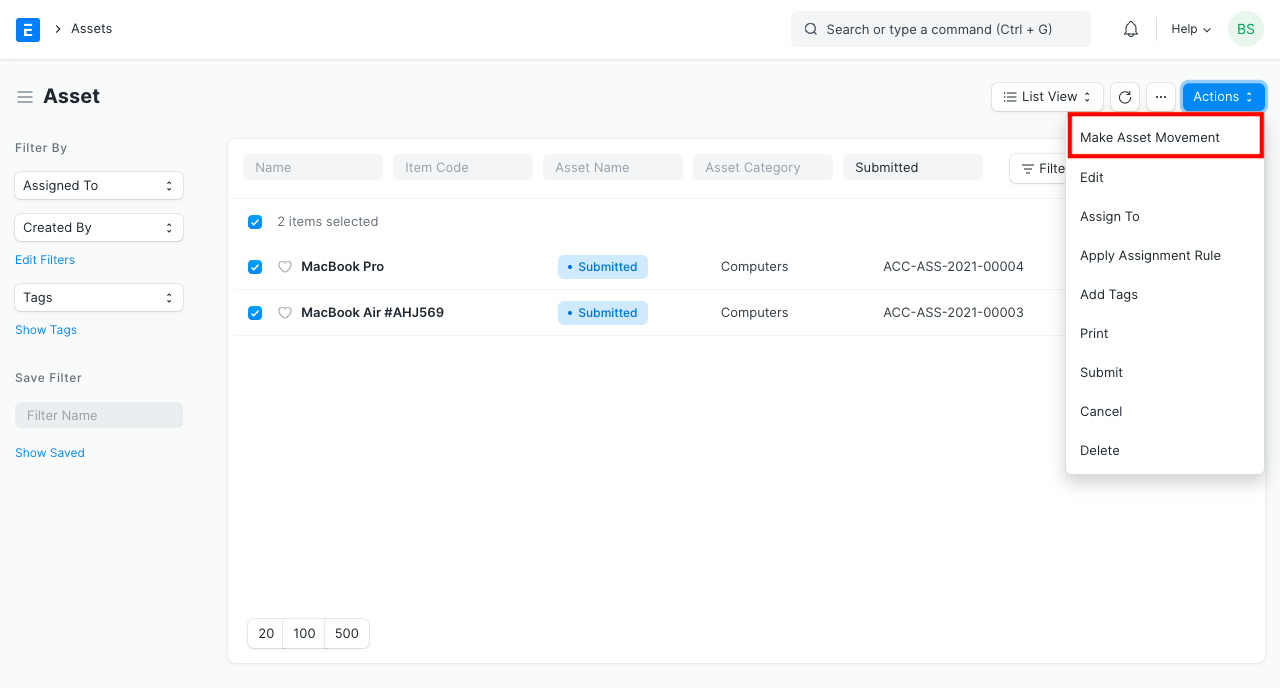 E
Assets
Search or type a command (Ctrl + G)
Help
BS
Asset
List View
Actions
Make Asset Movement
Edit
Assign To
Apply Assignment Rule
Add Tags
Print
Submit
Cancel
Delete
Filter By
Assigned To
Created By
Edit Filters
Tags
Show Tags
Save Filter
Filter Name
Show Saved
Name Item Code Asset Name Asset Category Submitted Filte
2 items selected
MacBook Pro Submitted Computers ACC-ASS-2021-00004
MacBook Air #AHJ569 Submitted Computers ACC-ASS-2021-00003
20 100 500